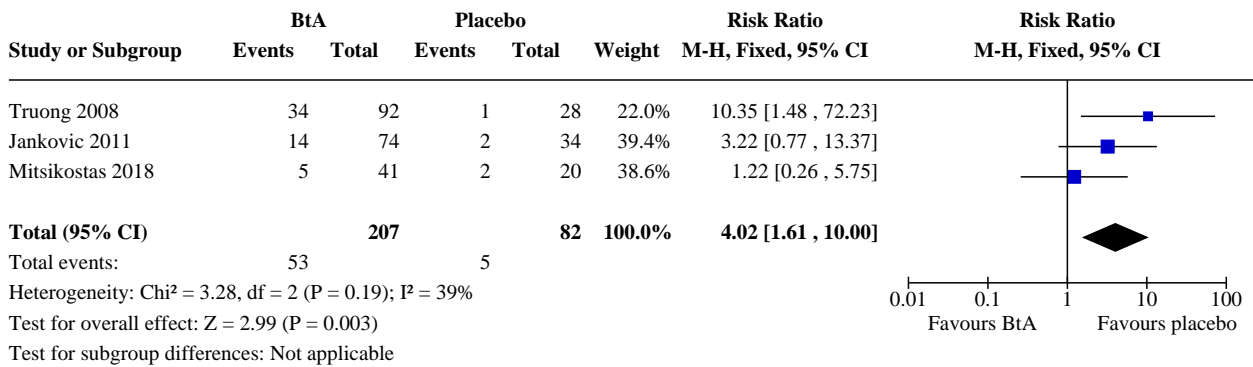 BtA Placebo Risk Ratio Risk Ratio
Study or Subgroup Events Total Events Total Weight M-H, Fixed, 95% CI M-H, Fixed, 95% CI
Truong 2008 34 92 1 28 22.0% 10.35 [1.48 , 72.23]
Jankovic 2011 14 74 2 34 39.4% 3.22 [0.77 , 13.37]
Mitsikostas 2018 5 41 2 20 38.6% 1.22 [0.26 , 5.75]
Total (95% CI) 207 82 100.0% 4.02 [1.61 , 10.00]
Total events: 53 5
Heterogeneity: Chi² = 3.28, df = 2 (P = 0.19); I² = 39%
0.01 0.1 1 10 100
Test for overall effect: Z = 2.99 (P = 0.003)
Favours BtA Favours placebo
Test for subgroup differences: Not applicable